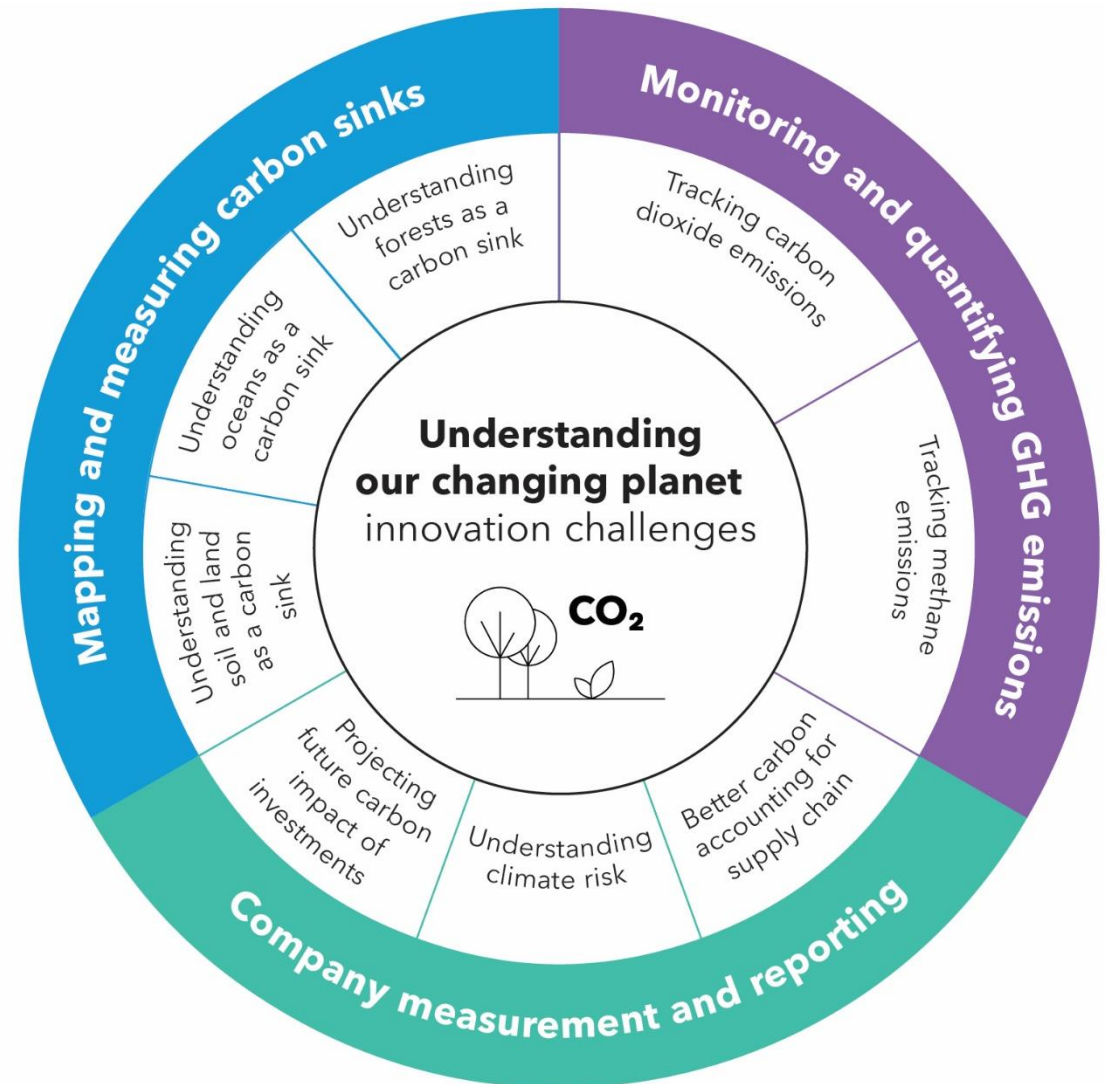 Understanding
our changing planet
innovation challenges
CO₂
Monitoring and quantifying GHG emissions
Tracking carbon
dioxide emissions
Tracking methane
emissions
Company measurement and reporting
Better carbon
accounting for
supply chain
Understanding
climate risk
Projecting
future carbon
impact of
investments
Mapping and measuring carbon sinks
Understanding
soil and land
as a carbon
sink
Understanding
oceans as a
carbon sink
Understanding
forests as a
carbon sink